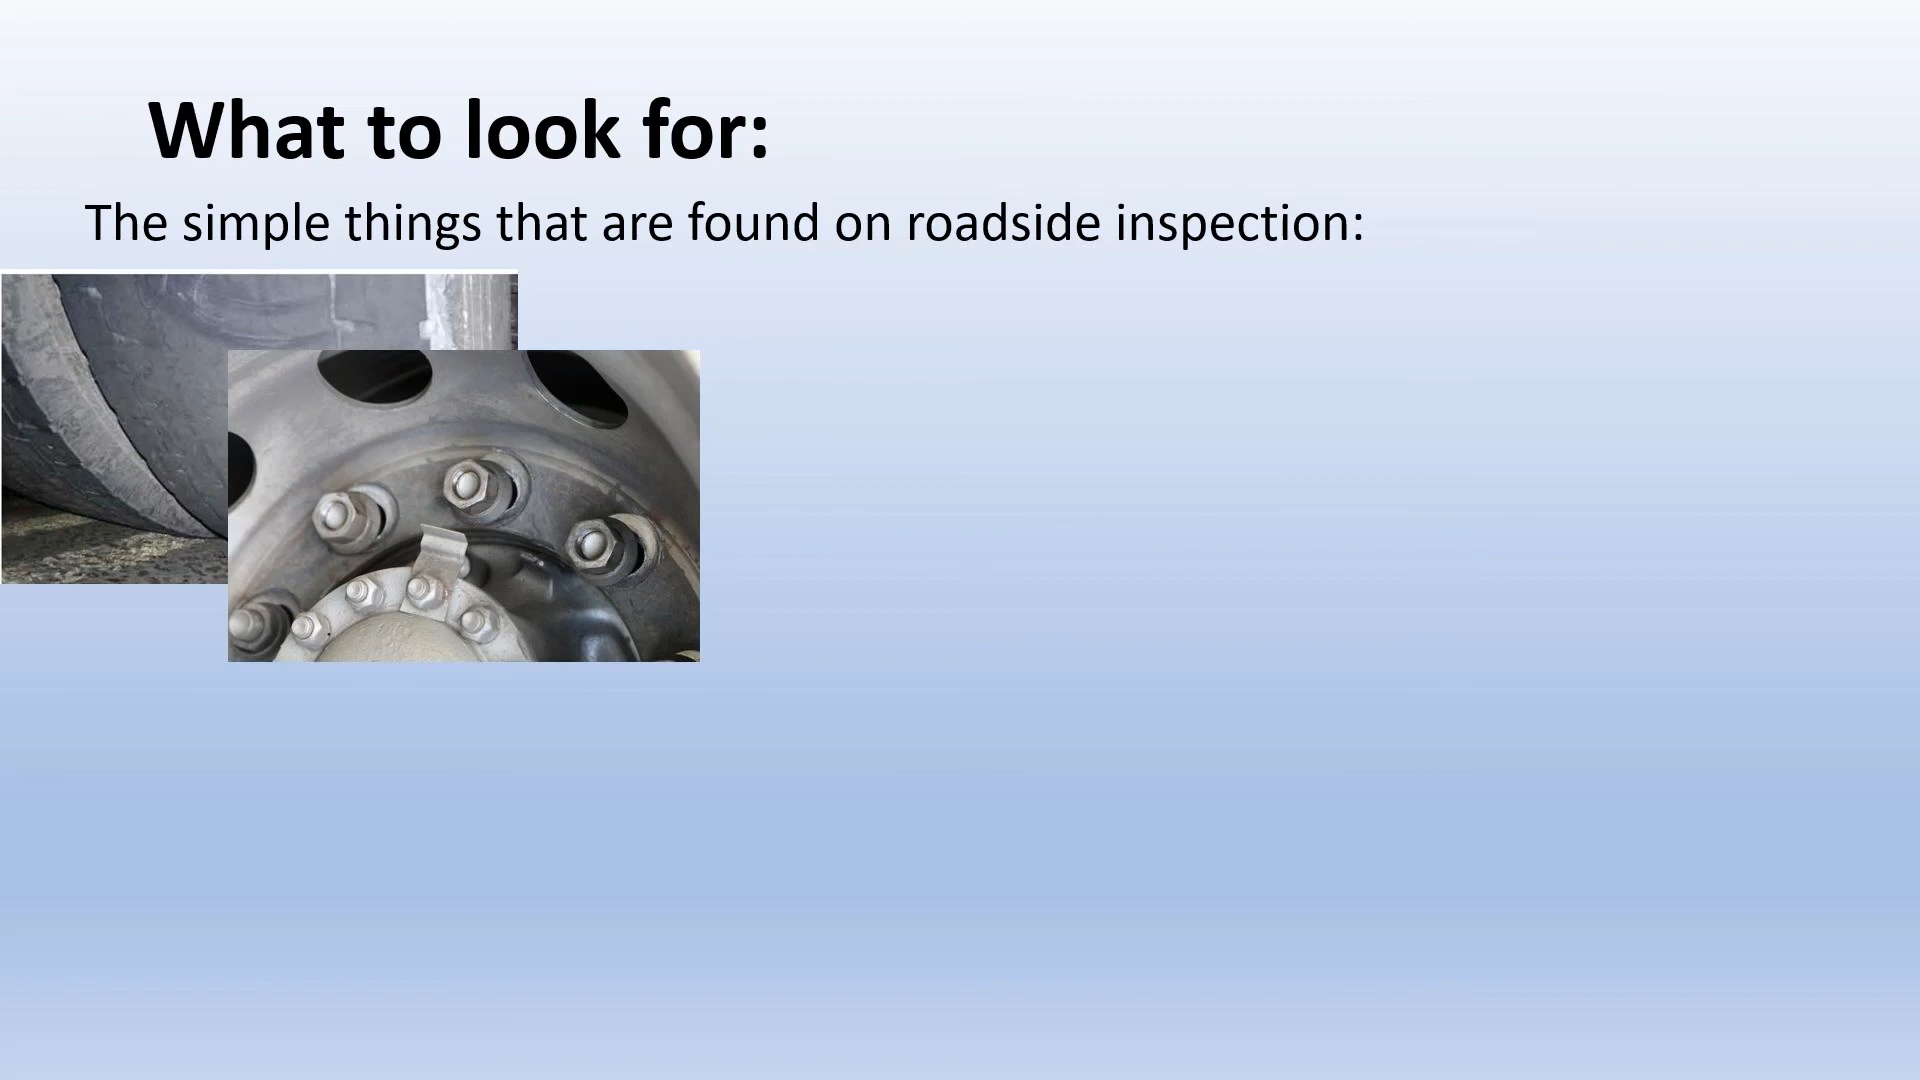 What to look for:
The simple things that are found on roadside inspection: